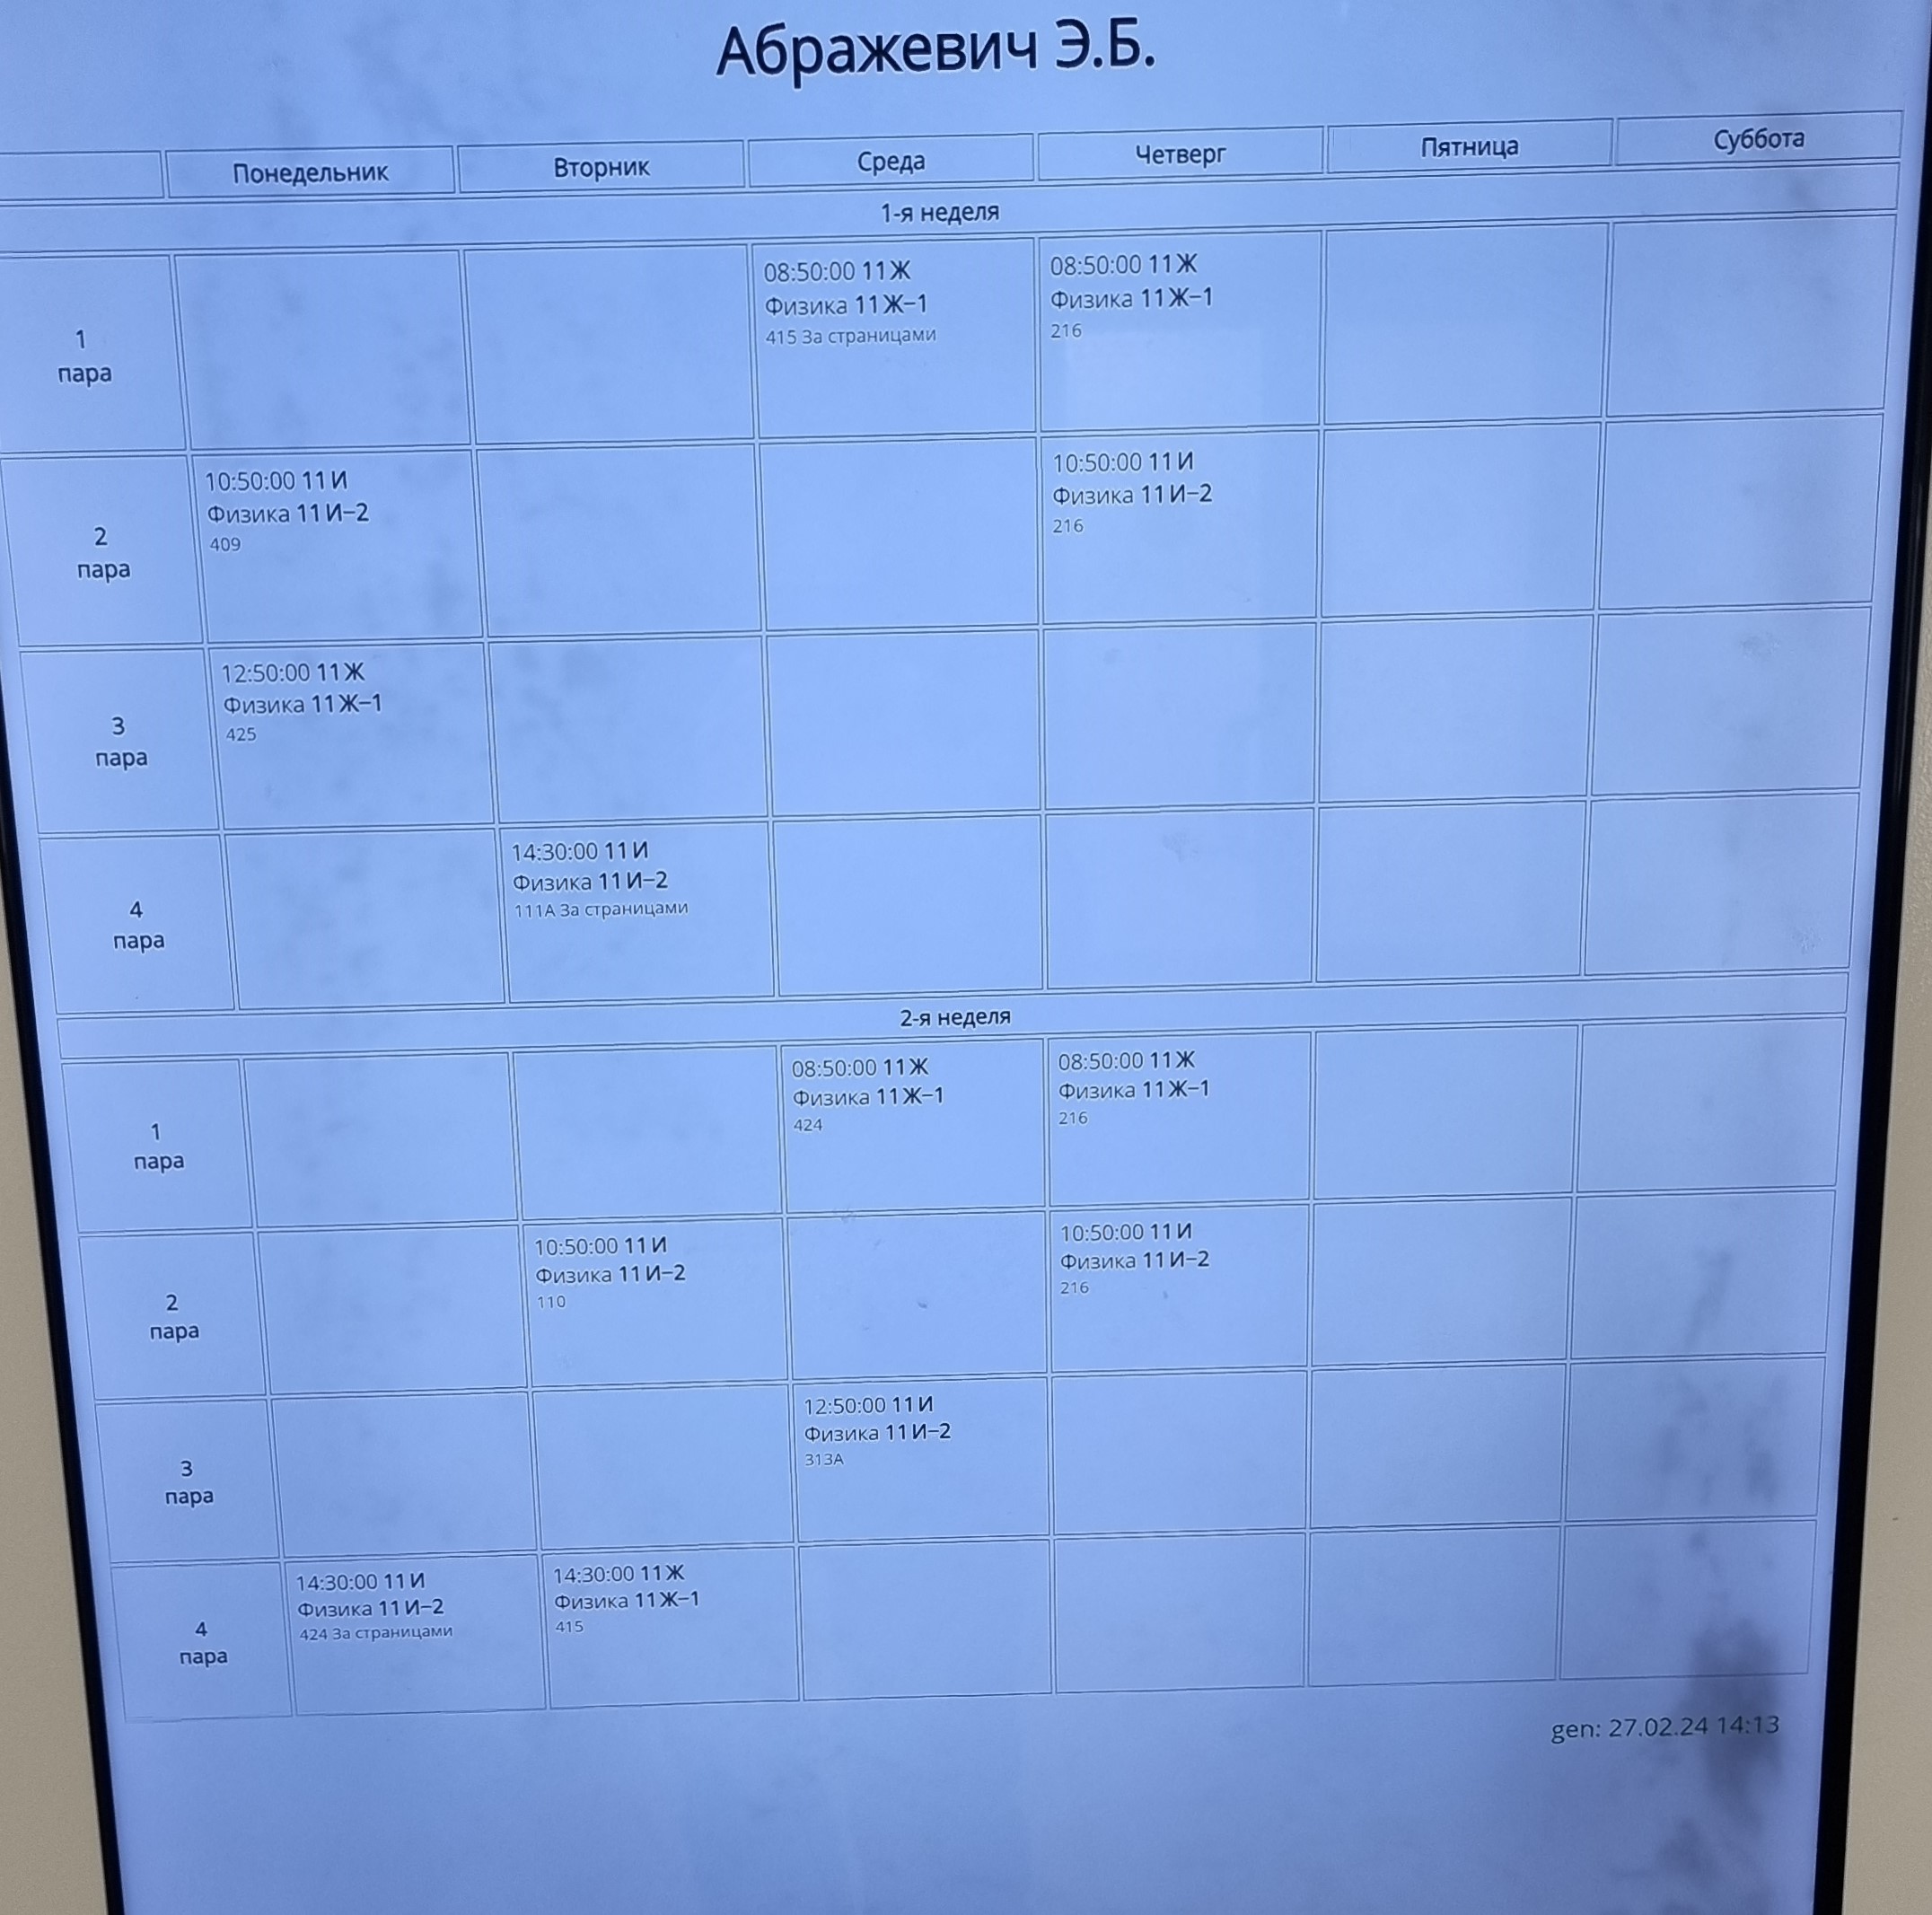 Абражевич Э.Б.
Понедельник Вторник Среда Четверг Пятница Суббота
1-я неделя
1
пара
08:50:00 11Ж
Физика 11Ж-1
415 За страницами
08:50:00 11Ж
Физика 11Ж-1
216
2
пара
10:50:00 11И
Физика 11И-2
409
10:50:00 11И
Физика 11И-2
216
3
пара
12:50:00 11Ж
Физика 11Ж-1
425
4
пара
14:30:00 11И
Физика 11И-2
111А За страницами
2-я неделя
1
пара
08:50:00 11Ж
Физика 11Ж-1
424
08:50:00 11Ж
Физика 11Ж-1
216
2
пара
10:50:00 11И
Физика 11И-2
110
10:50:00 11И
Физика 11И-2
216
3
пара
12:50:00 11И
Физика 11И-2
313А
4
пара
14:30:00 11И
Физика 11И-2
424 За страницами
14:30:00 11Ж
Физика 11Ж-1
415
gen: 27.02.24 14:13